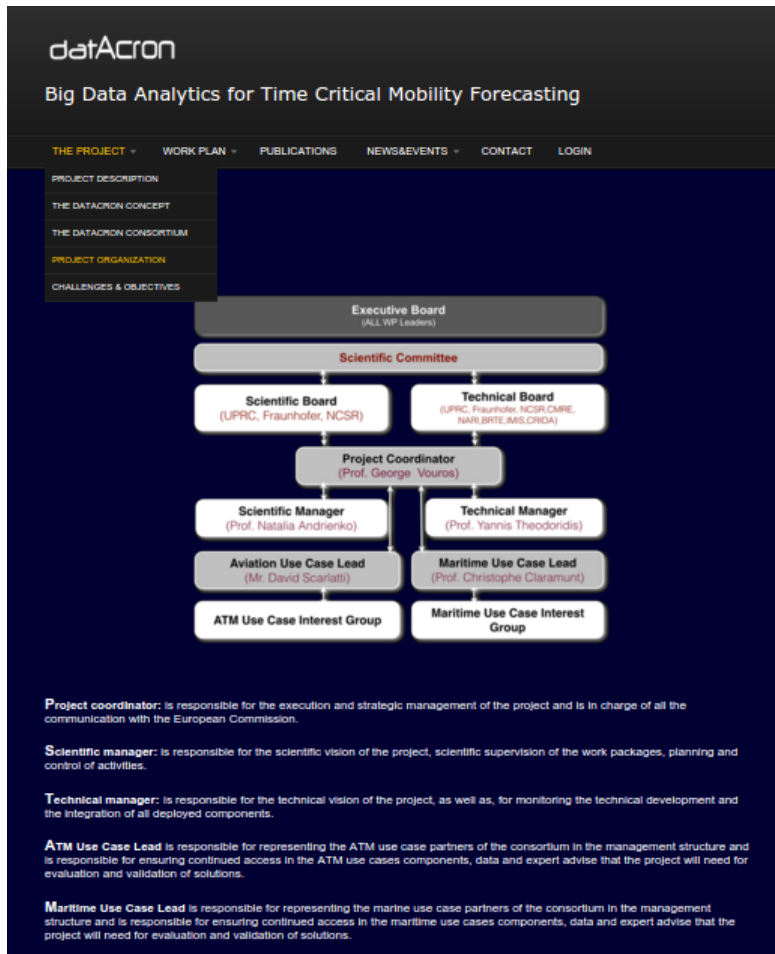 datAcron
Big Data Analytics for Time Critical Mobility Forecasting
THE PROJECT WORK PLAN PUBLICATIONS NEWS&EVENTS CONTACT LOGIN
PROJECT DESCRIPTION
THE DATACRON CONCEPT
THE DATACRON CONSORTIUM
PROJECT ORGANIZATION
CHALLENGES & OBJECTIVES
Executive Board
(ALL WP Leaders)
Scientific Committee
Scientific Board
(UPRC, Fraunhofer, NCSR)
Technical Board
(UPRC, Fraunhofer, NCSR,CMRE,
NARI,BRTE,IMIS,CRIDA)
Project Coordinator
(Prof. George Vouros)
Scientific Manager
(Prof. Natalia Andrienko)
Technical Manager
(Prof. Yannis Theodoridis)
Aviation Use Case Lead
(Mr. David Scarlatti)
Maritime Use Case Lead
(Prof. Christophe Claramunt)
ATM Use Case Interest Group
Maritime Use Case Interest
Group
Project coordinator: is responsible for the execution and strategic management of the project and is in charge of all the
communication with the European Commission.
Scientific manager: is responsible for the scientific vision of the project, scientific supervision of the work packages, planning and
control of activities.
Technical manager: is responsible for the technical vision of the project, as well as, for monitoring the technical development and
the integration of all deployed components.
ATM Use Case Lead is responsible for representing the ATM use case partners of the consortium in the management structure and
is responsible for ensuring continued access in the ATM use cases components, data and expert advise that the project will need for
evaluation and validation of solutions.
Maritime Use Case Lead is responsible for representing the marine use case partners of the consortium in the management
structure and is responsible for ensuring continued access in the maritime use cases components, data and expert advise that the
project will need for evaluation and validation of solutions.